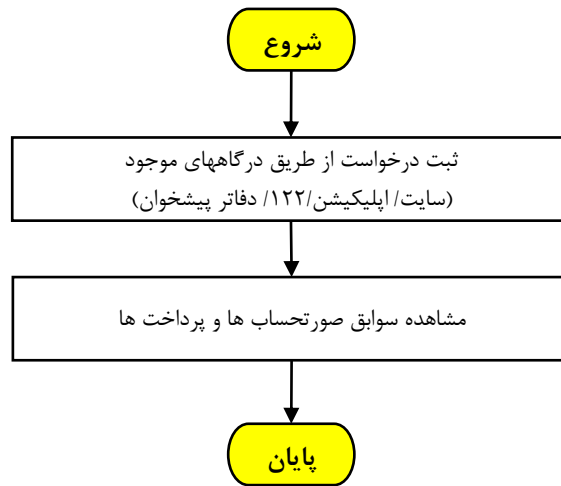 شروع
ثبت درخواست از طریق درگاههای موجود
(سایت/ اپلیکیشن/۱۲۲/ دفاتر پیشخوان)
مشاهده سوابق صورتحساب ها و پرداخت ها
پایان